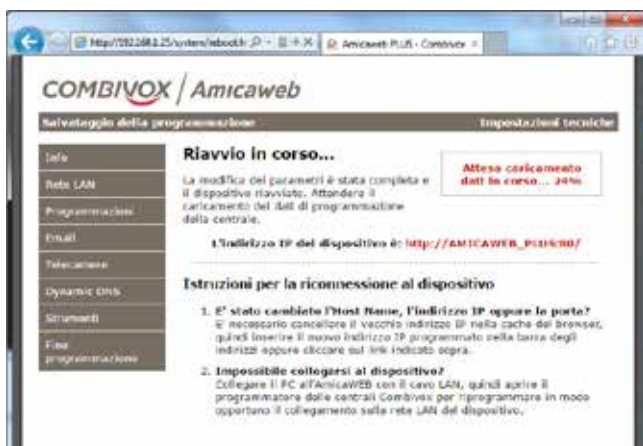 http://192.168.1.25/system/reboot.h
Amicaweb PLUS - Combivox
COMBIVOX / Amicaweb
Salvataggio della programmazione
Impostazioni tecniche
Info
Rete LAN
Programmazioni
Email
Telecamere
Dynamic DNS
Strumenti
Fine
programmazione
Riavvio in corso...
La modifica dei parametri è stata completa e
il dispositivo riavviato. Attendere il
caricamento dei dati di programmazione
della centrale.
Attesa caricamento
dati in corso... 24%
L'indirizzo IP del dispositivo è: http://AMICAWEB_PLUS:80/
Istruzioni per la riconnessione al dispositivo
1. E' stato cambiato l'Host Name, l'indirizzo IP oppure la porta?
E' necessario cancellare il vecchio indirizzo IP nella cache del browser,
quindi inserire il nuovo indirizzo IP programmato nella barra degli
indirizzi oppure cliccare sul link indicato sopra.
2. Impossibile collegarsi al dispositivo?
Collegare il PC all'AmicaWEB con il cavo LAN, quindi aprire il
programmatore delle centrali Combivox per riprogrammare in modo
opportuno il collegamento sulla rete LAN del dispositivo.